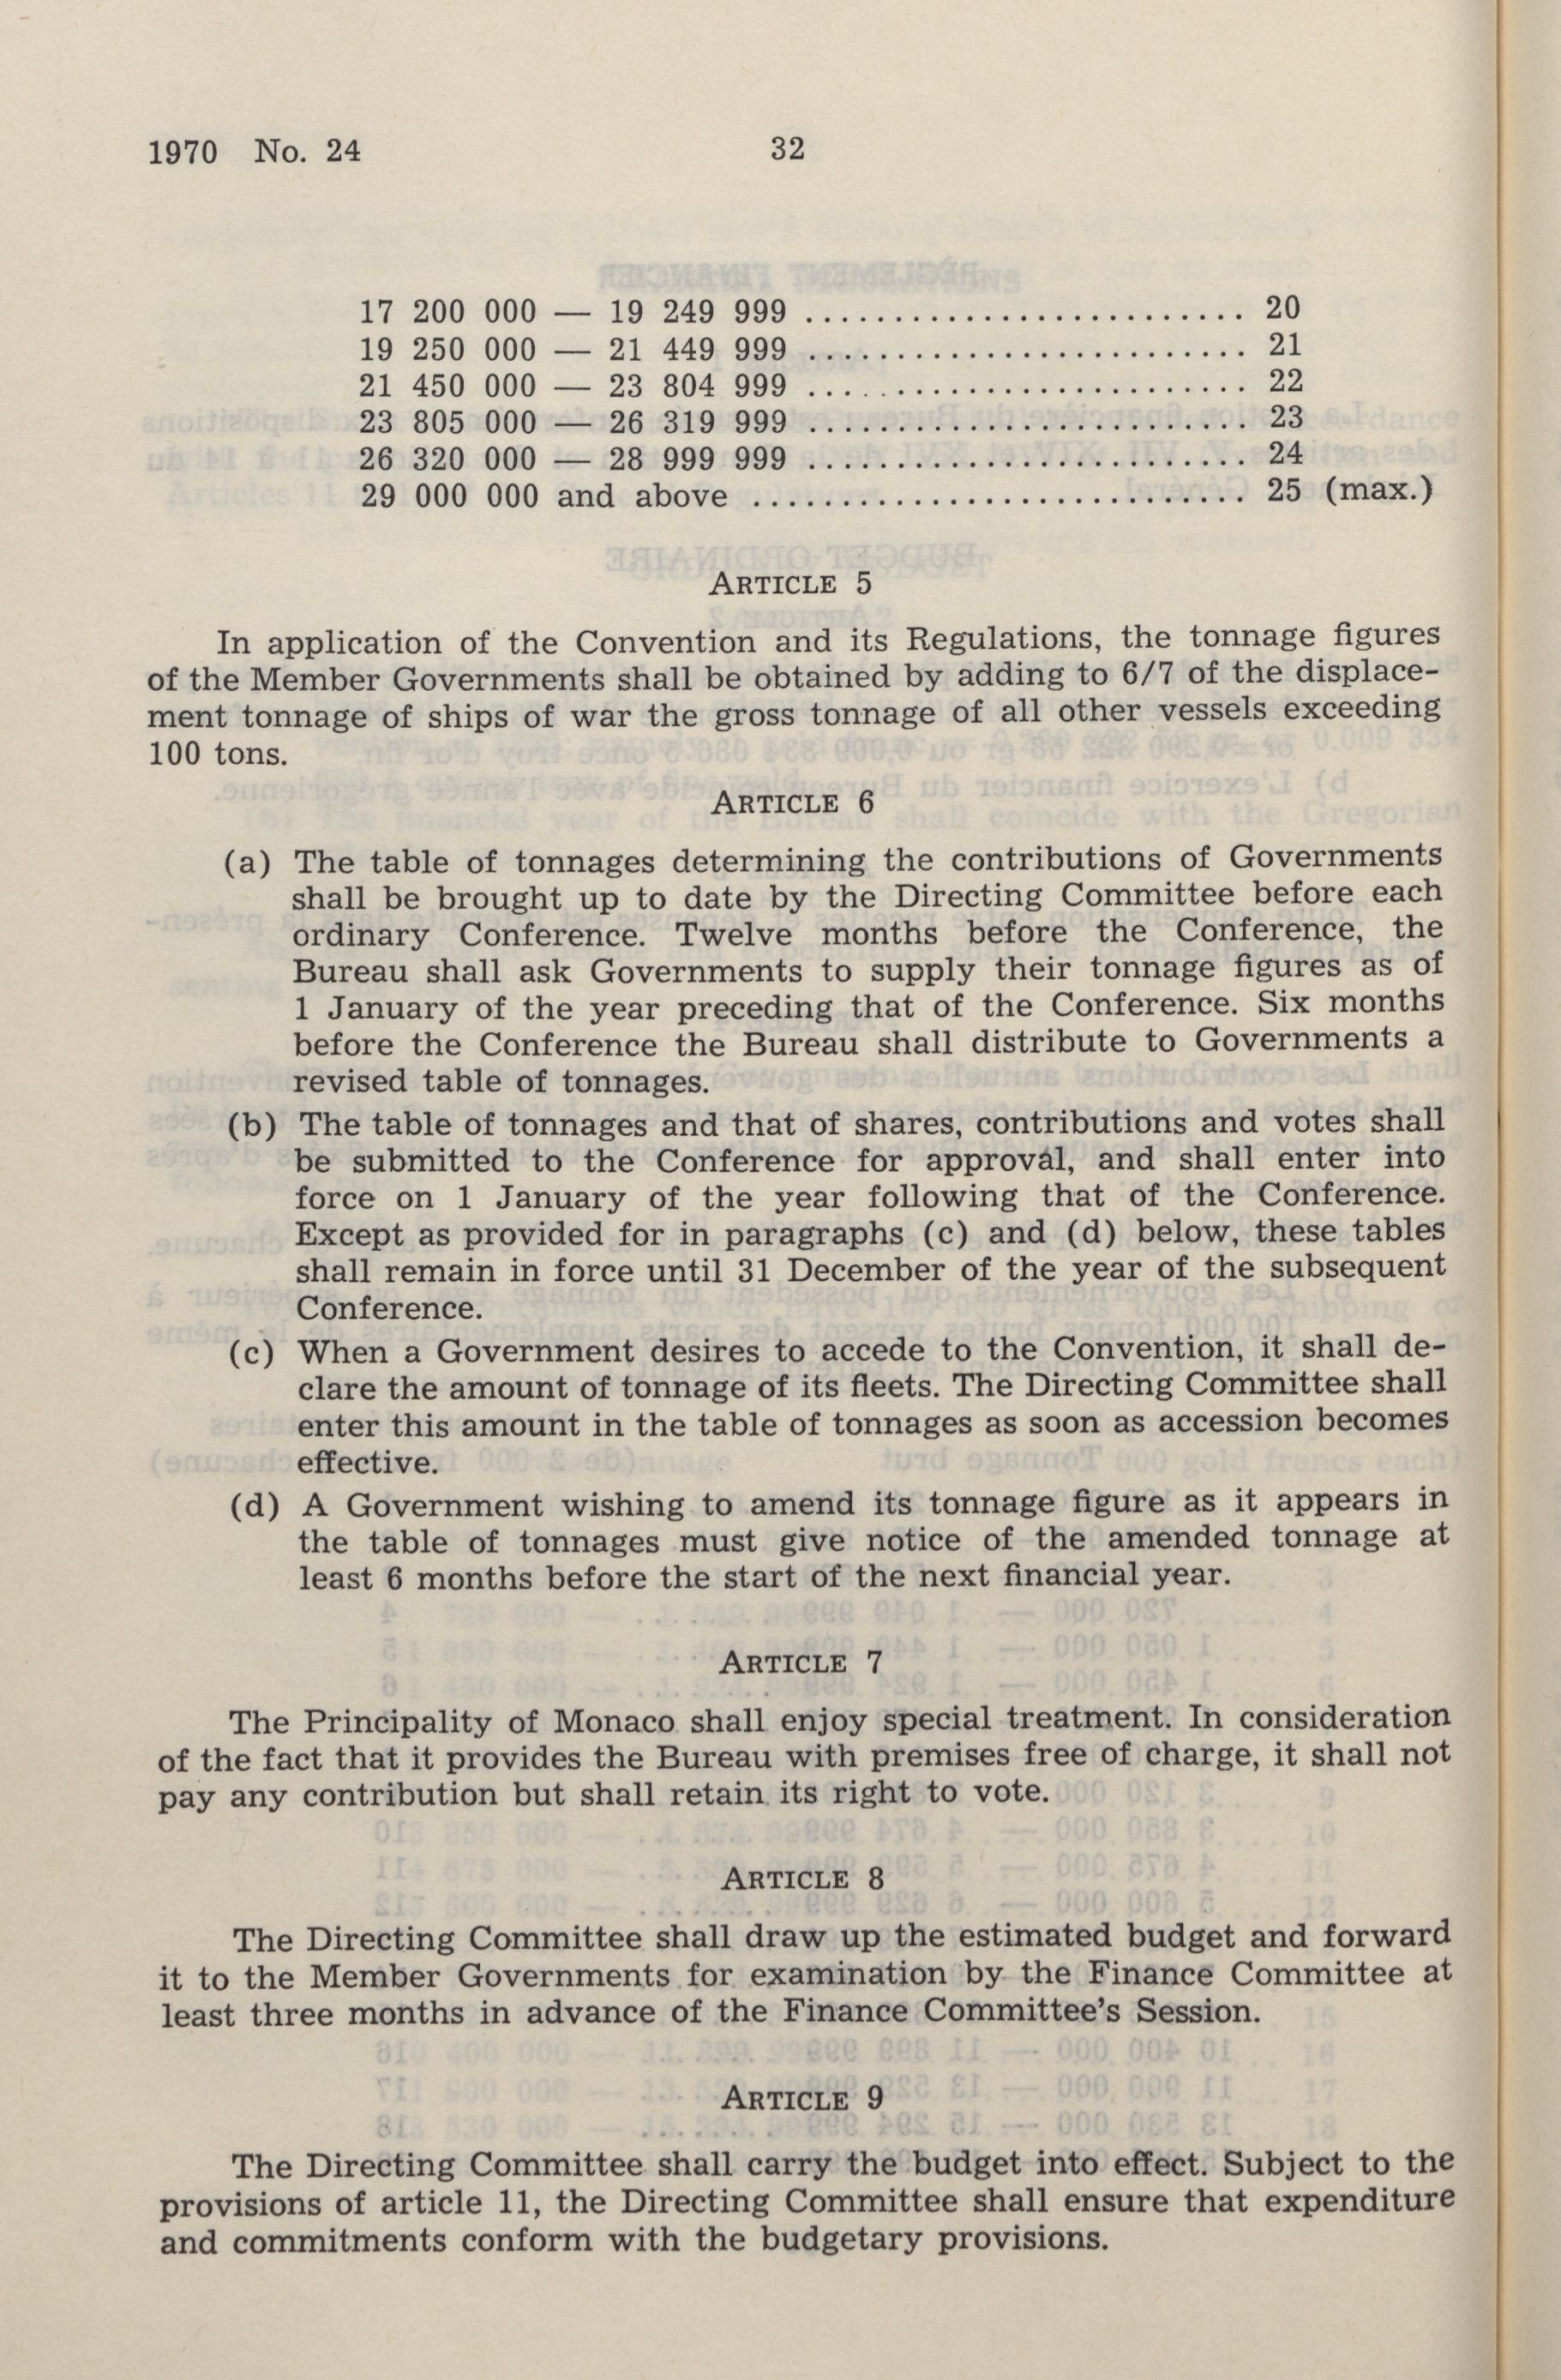 1970 No. 24
32
17 200 000 — 19 249 999 ......................... 20
19 250 000 — 21 449 999 ......................... 21
21 450 000 — 23 804 999 ......................... 22
23 805 000 — 26 319 999 ......................... 23
26 320 000 — 28 999 999 ......................... 24
29 000 000 and above ............................ 25 (max.)
ARTICLE 5
In application of the Convention and its Regulations, the tonnage figures
of the Member Governments shall be obtained by adding to 6/7 of the displace-
ment tonnage of ships of war the gross tonnage of all other vessels exceeding
100 tons.
ARTICLE 6
(a) The table of tonnages determining the contributions of Governments
shall be brought up to date by the Directing Committee before each
ordinary Conference. Twelve months before the Conference, the
Bureau shall ask Governments to supply their tonnage figures as of
1 January of the year preceding that of the Conference. Six months
before the Conference the Bureau shall distribute to Governments a
revised table of tonnages.
(b) The table of tonnages and that of shares, contributions and votes shall
be submitted to the Conference for approval, and shall enter into
force on 1 January of the year following that of the Conference.
Except as provided for in paragraphs (c) and (d) below, these tables
shall remain in force until 31 December of the year of the subsequent
Conference.
(c) When a Government desires to accede to the Convention, it shall de-
clare the amount of tonnage of its fleets. The Directing Committee shall
enter this amount in the table of tonnages as soon as accession becomes
effective.
(d) A Government wishing to amend its tonnage figure as it appears in
the table of tonnages must give notice of the amended tonnage at
least 6 months before the start of the next financial year.
ARTICLE 7
The Principality of Monaco shall enjoy special treatment. In consideration
of the fact that it provides the Bureau with premises free of charge, it shall not
pay any contribution but shall retain its right to vote.
ARTICLE 8
The Directing Committee shall draw up the estimated budget and forward
it to the Member Governments for examination by the Finance Committee at
least three months in advance of the Finance Committee's Session.
ARTICLE 9
The Directing Committee shall carry the budget into effect. Subject to the
provisions of article 11, the Directing Committee shall ensure that expenditure
and commitments conform with the budgetary provisions.